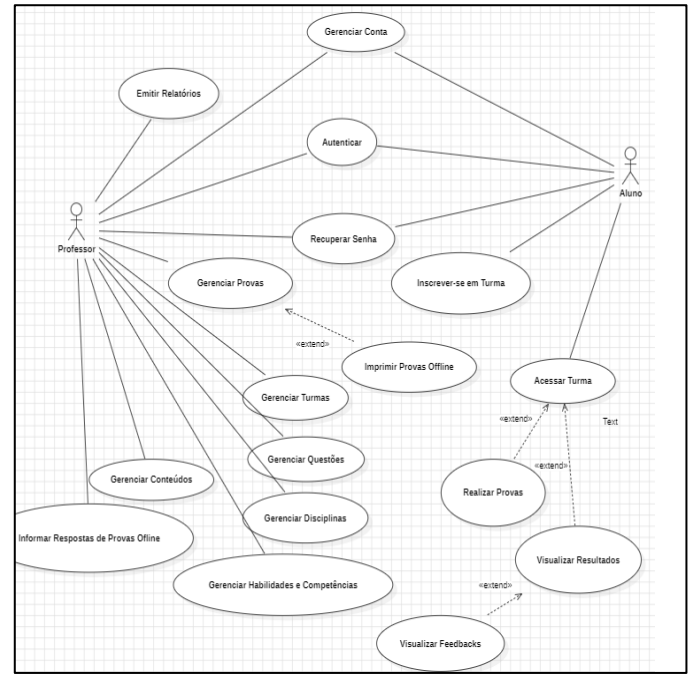 Gerenciar Conta
Emitir Relatórios
Autenticar
Aluno
Professor
Recuperar Senha
Gerenciar Provas
Inscrever-se em Turma
«extend»
Imprimir Provas Offline
Acessar Turma
Gerenciar Turmas
«extend»
Text
Gerenciar Questões
«extend»
Gerenciar Conteúdos
Realizar Provas
Gerenciar Disciplinas
Informar Respostas de Provas Ofline
Visualizar Resultados
Gerenciar Habilidades e Competências
«extend»
Visualizar Feedbacks